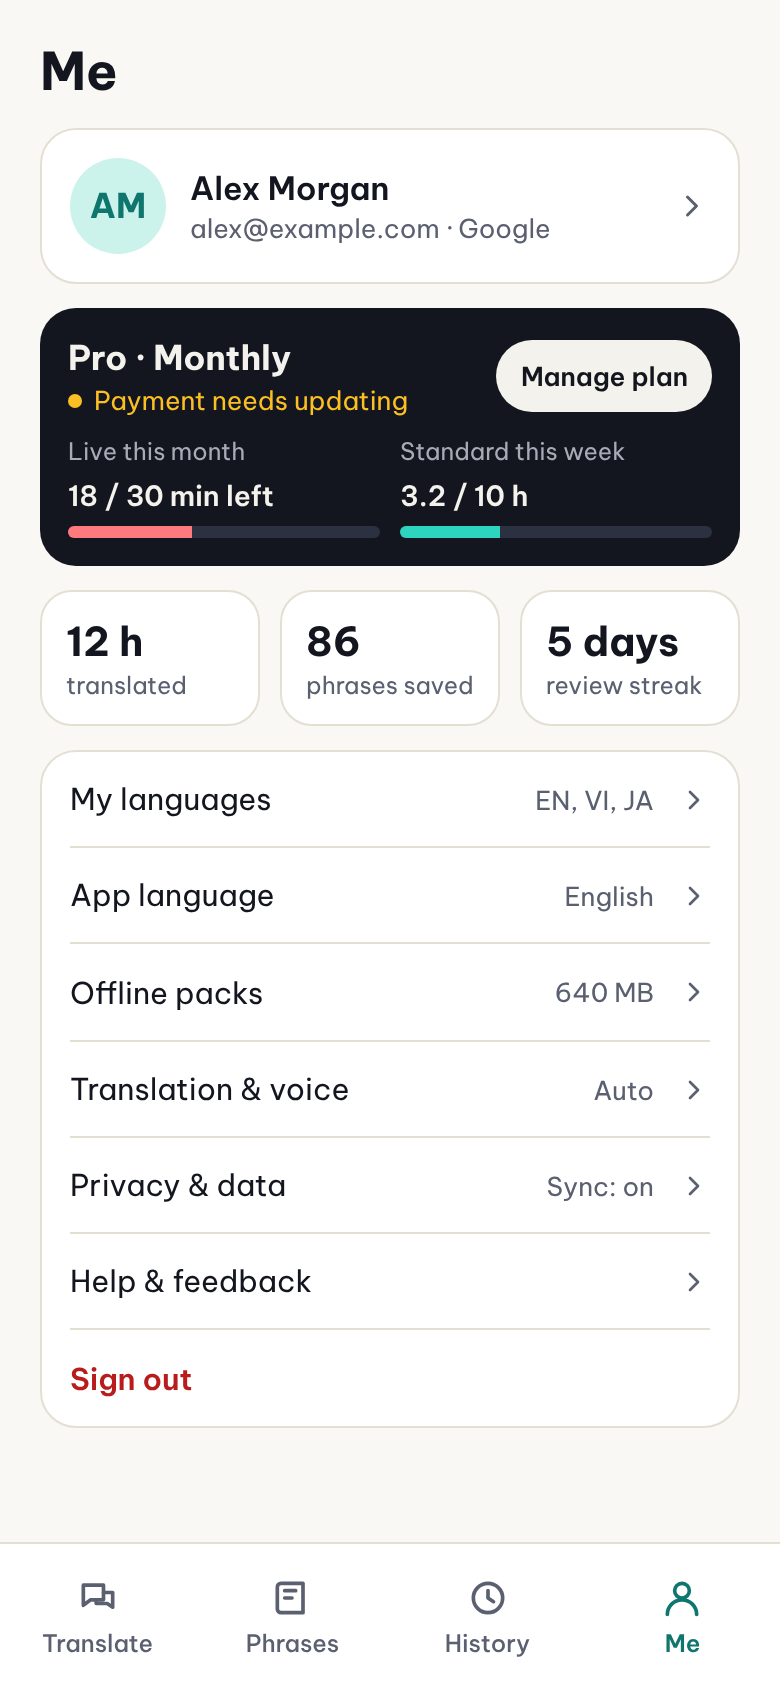 Me
AM
Alex Morgan
alex@example.com · Google
Pro · Monthly
Payment needs updating
Manage plan
Live this month
18 / 30 min left
Standard this week
3.2 / 10 h
12 h
translated
86
phrases saved
5 days
review streak
My languages EN, VI, JA
App language English
Offline packs 640 MB
Translation & voice Auto
Privacy & data Sync: on
Help & feedback
Sign out
Translate
Phrases
History
Me